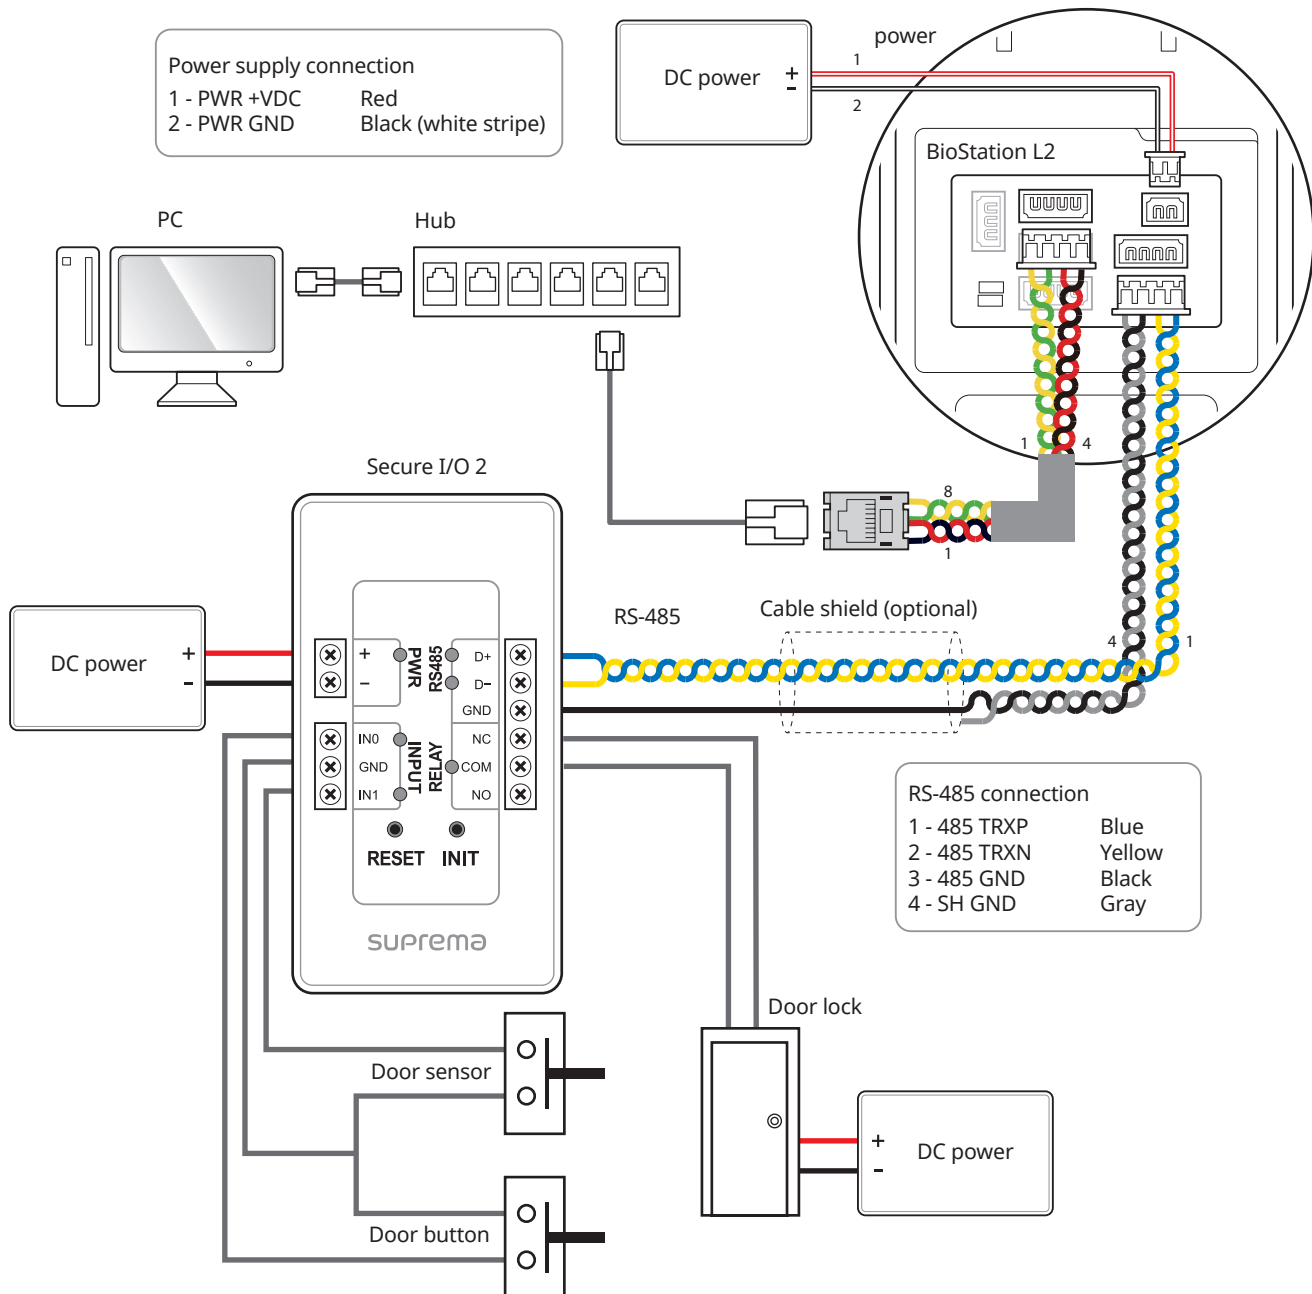 Power supply connection
1 - PWR +VDC Red
2 - PWR GND Black (white stripe)
DC power
+
-
power
1
2
BioStation L2
PC
Hub
1
4
8
1
Secure I/O 2
DC power
+
-
+
-
PWR
RS485
D+
D-
GND
IN0
GND
IN1
INPUT
RELAY
NC
COM
NO
RESET INIT
suprema
RS-485
Cable shield (optional)
4
1
RS-485 connection
1 - 485 TRXP Blue
2 - 485 TRXN Yellow
3 - 485 GND Black
4 - SH GND Gray
Door lock
Door sensor
DC power
+
-
Door button